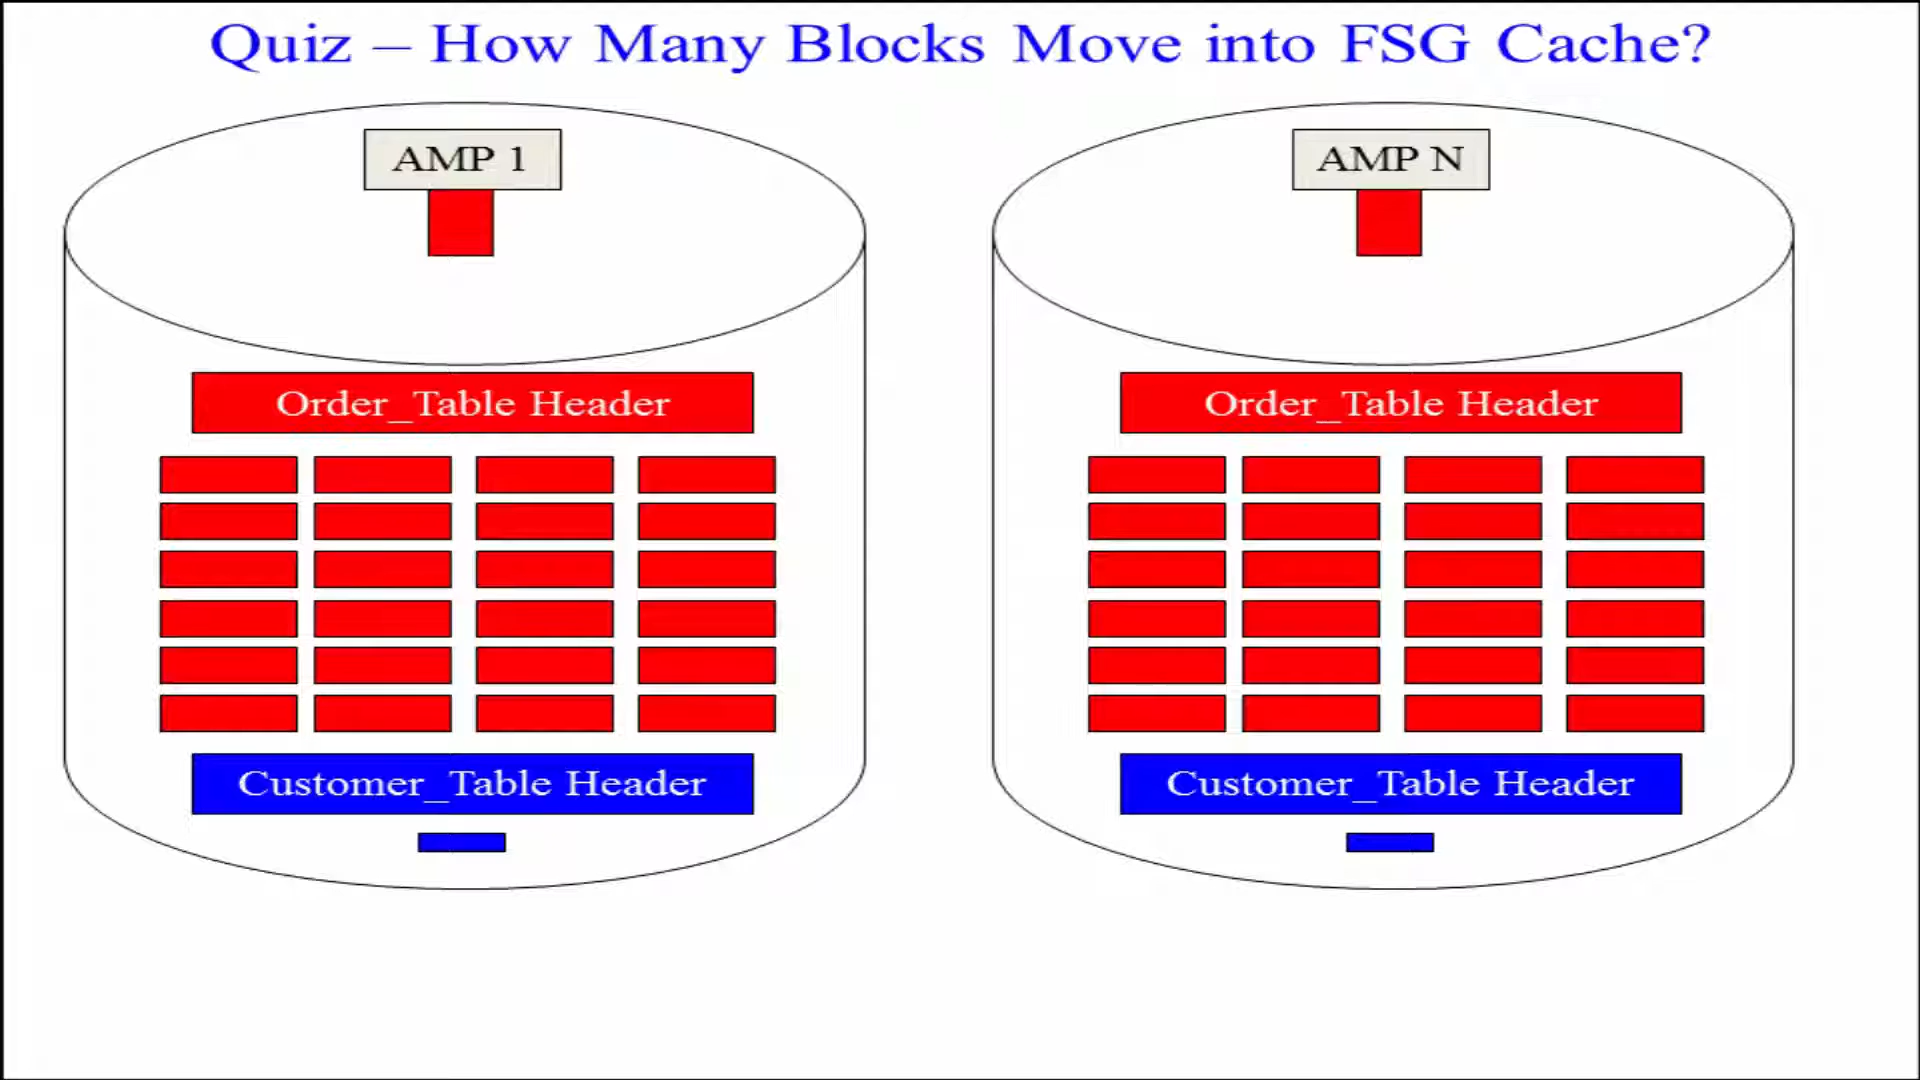 Quiz – How Many Blocks Move into FSG Cache?
AMP 1
AMP N
Order_Table Header
Order_Table Header
Customer_Table Header
Customer_Table Header